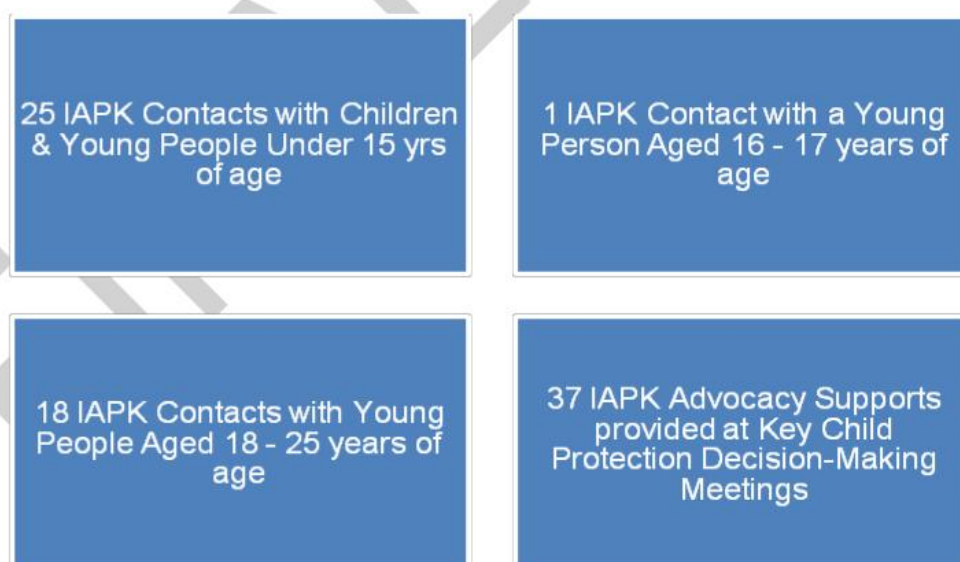 25 IAPK Contacts with Children
& Young People Under 15 yrs
of age
1 IAPK Contact with a Young
Person Aged 16 - 17 years of
age
18 IAPK Contacts with Young
People Aged 18 - 25 years of
age
37 IAPK Advocacy Supports
provided at Key Child
Protection Decision-Making
Meetings